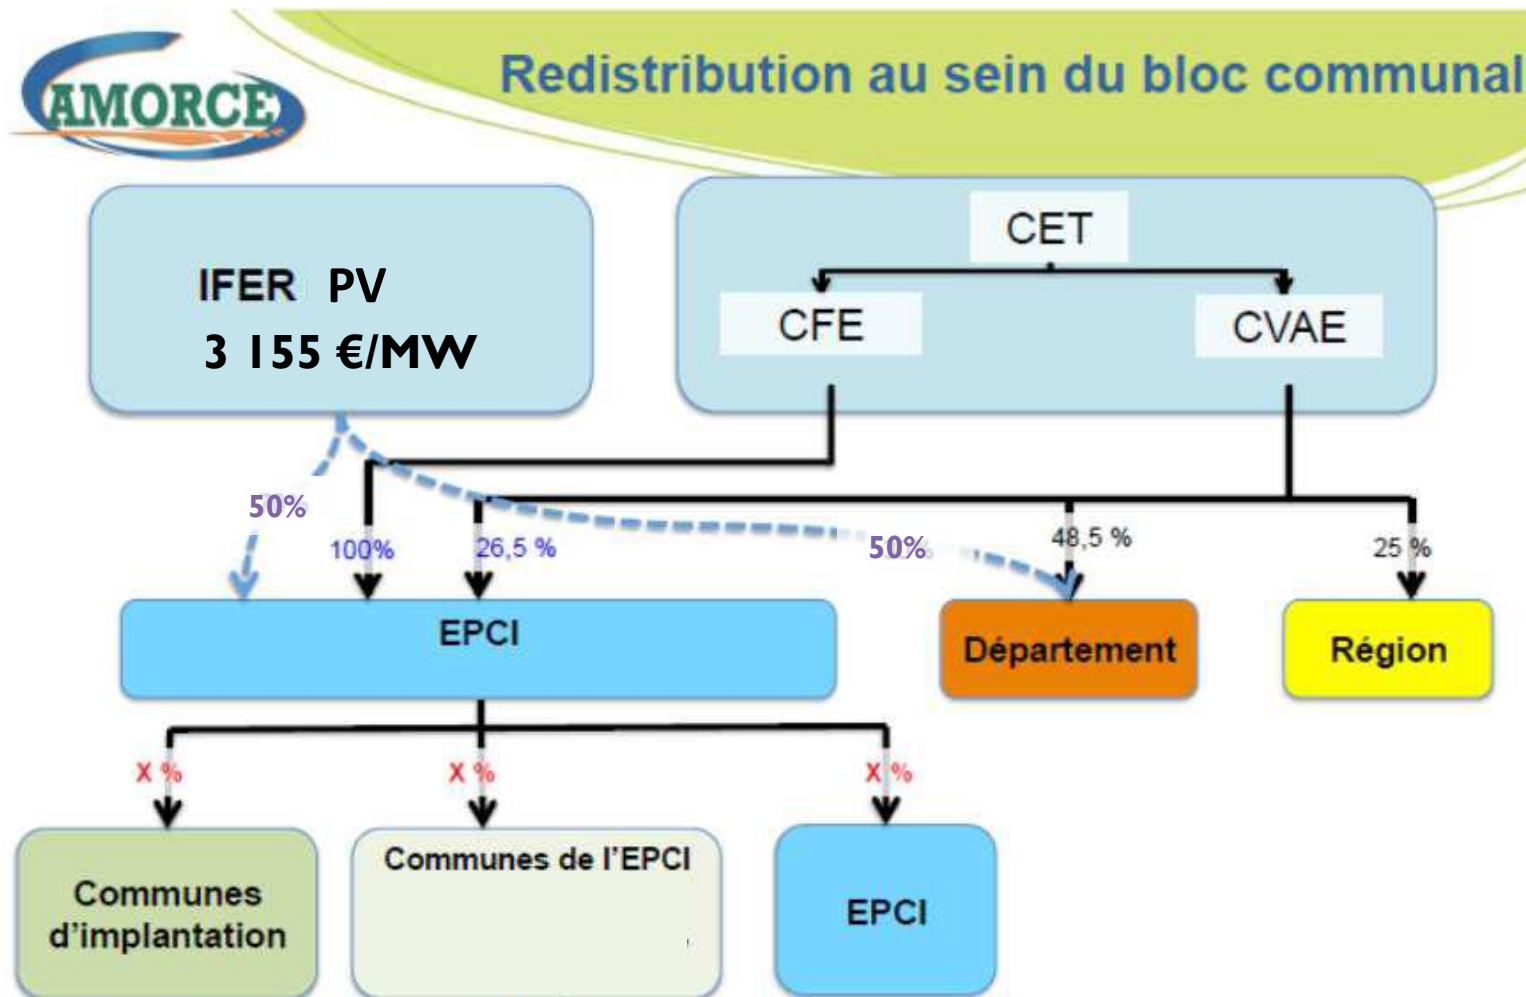 AMORCE
Redistribution au sein du bloc communal
IFER PV
3 155 €/MW
CET
CFE
CVAE
50%
100%
26,5 %
50%
48,5 %
25 %
EPCI
Département
Région
X %
X %
X %
Communes
d'implantation
Communes de l'EPCI
EPCI